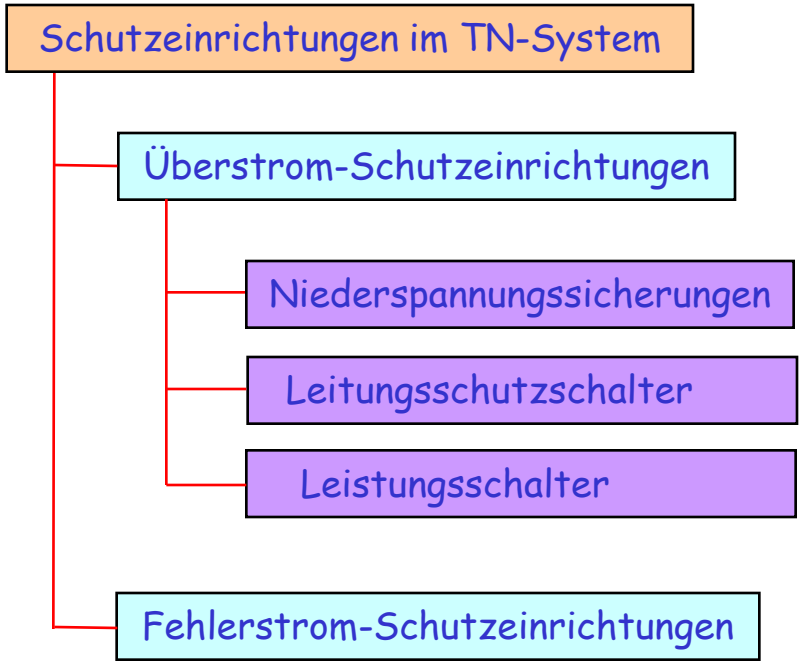 Schutzeinrichtungen im TN-System
Überstrom-Schutzeinrichtungen
Niederspannungssicherungen
Leitungsschutzschalter
Leistungsschalter
Fehlerstrom-Schutzeinrichtungen